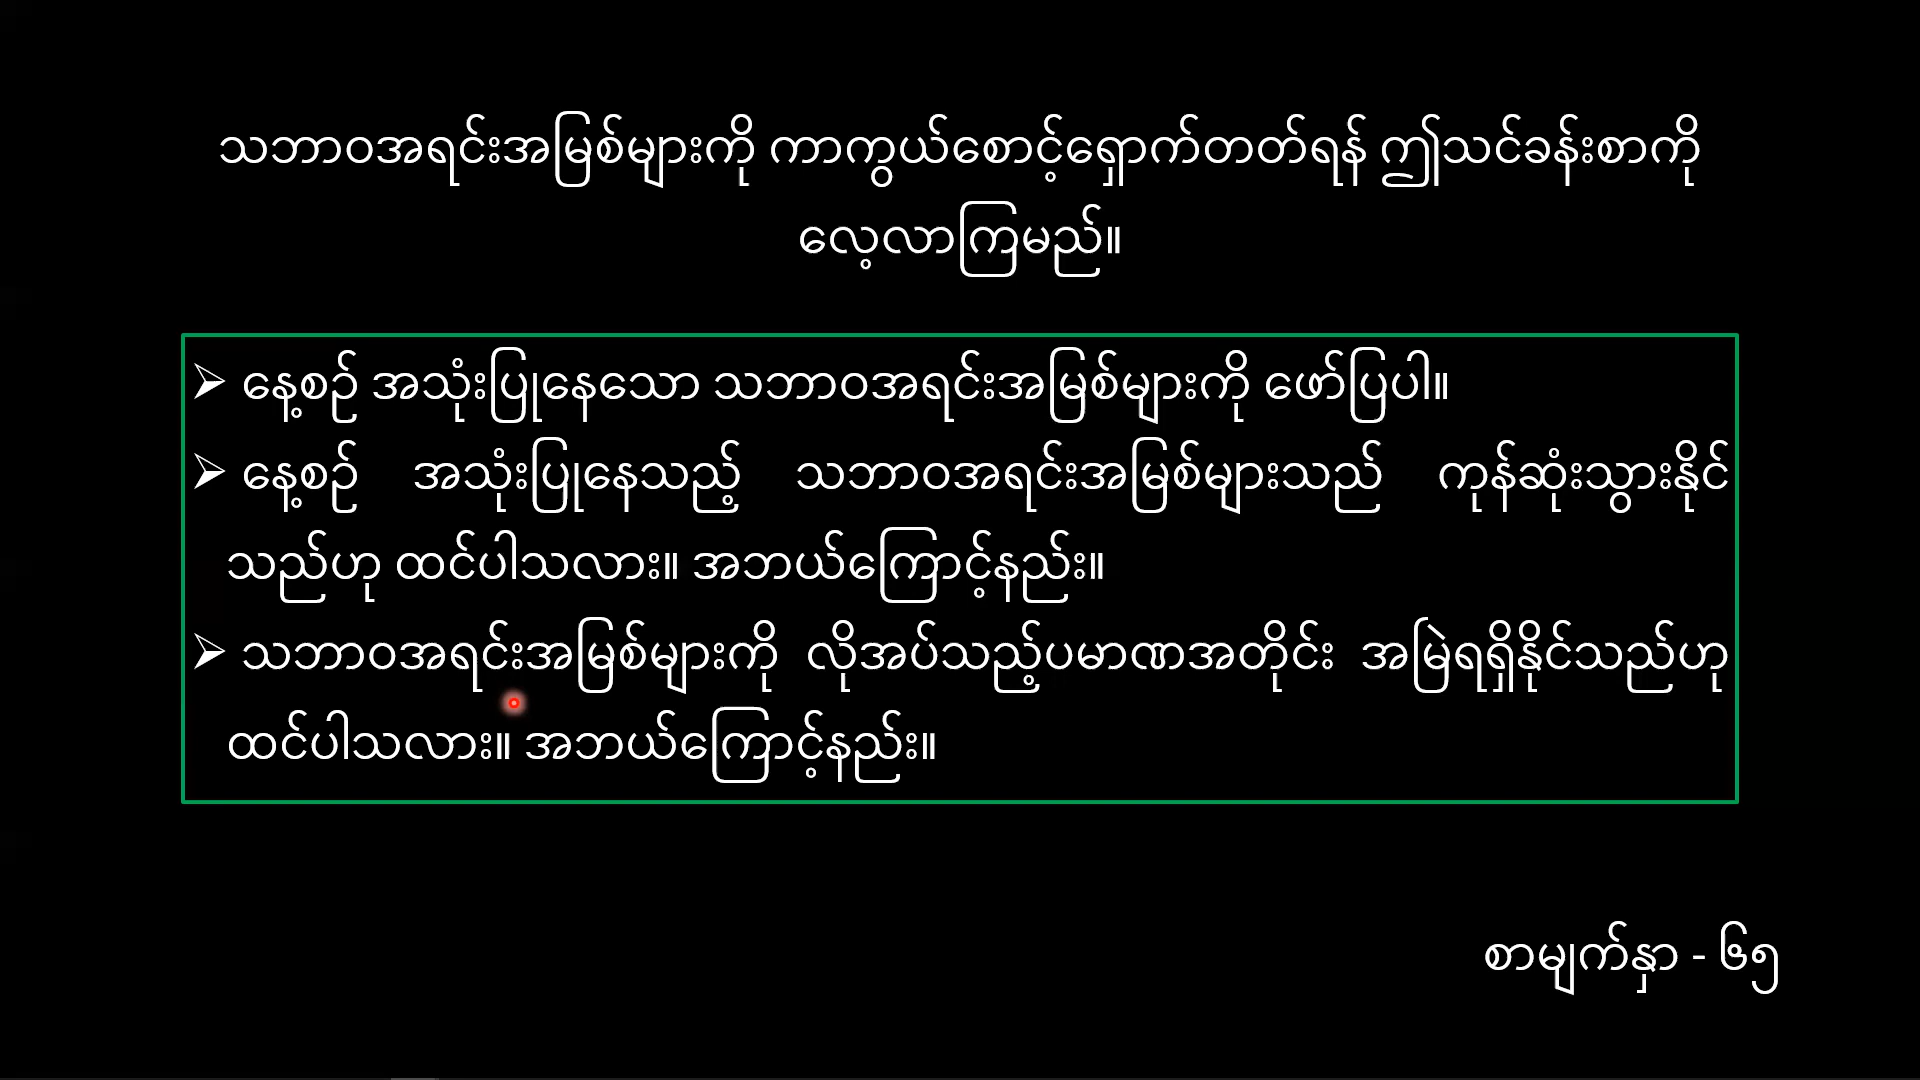 သဘာဝအရင်းအမြစ်များကို ကာကွယ်စောင့်ရှောက်တတ်ရန် ဤသင်ခန်းစာကို
လေ့လာကြမည်။
➢ နေ့စဉ် အသုံးပြုနေသော သဘာဝအရင်းအမြစ်များကို ဖော်ပြပါ။
➢ နေ့စဉ် အသုံးပြုနေသည့် သဘာဝအရင်းအမြစ်များသည် ကုန်ဆုံးသွားနိုင်
သည်ဟု ထင်ပါသလား။ အဘယ်ကြောင့်နည်း။
➢ သဘာဝအရင်းအမြစ်များကို လိုအပ်သည့်ပမာဏအတိုင်း အမြဲရရှိနိုင်သည်ဟု
ထင်ပါသလား။ အဘယ်ကြောင့်နည်း။
စာမျက်နှာ - ၆၅